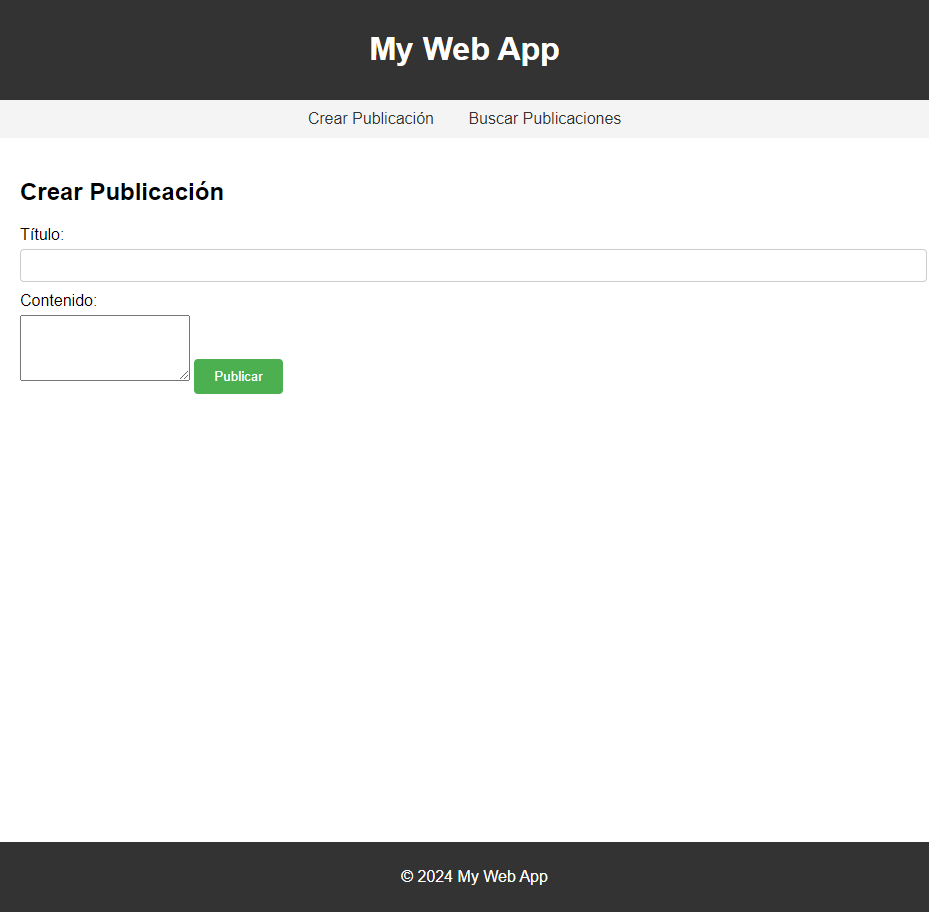 My Web App
Crear Publicación Buscar Publicaciones
Crear Publicación
Título:
Contenido:
Publicar
© 2024 My Web App